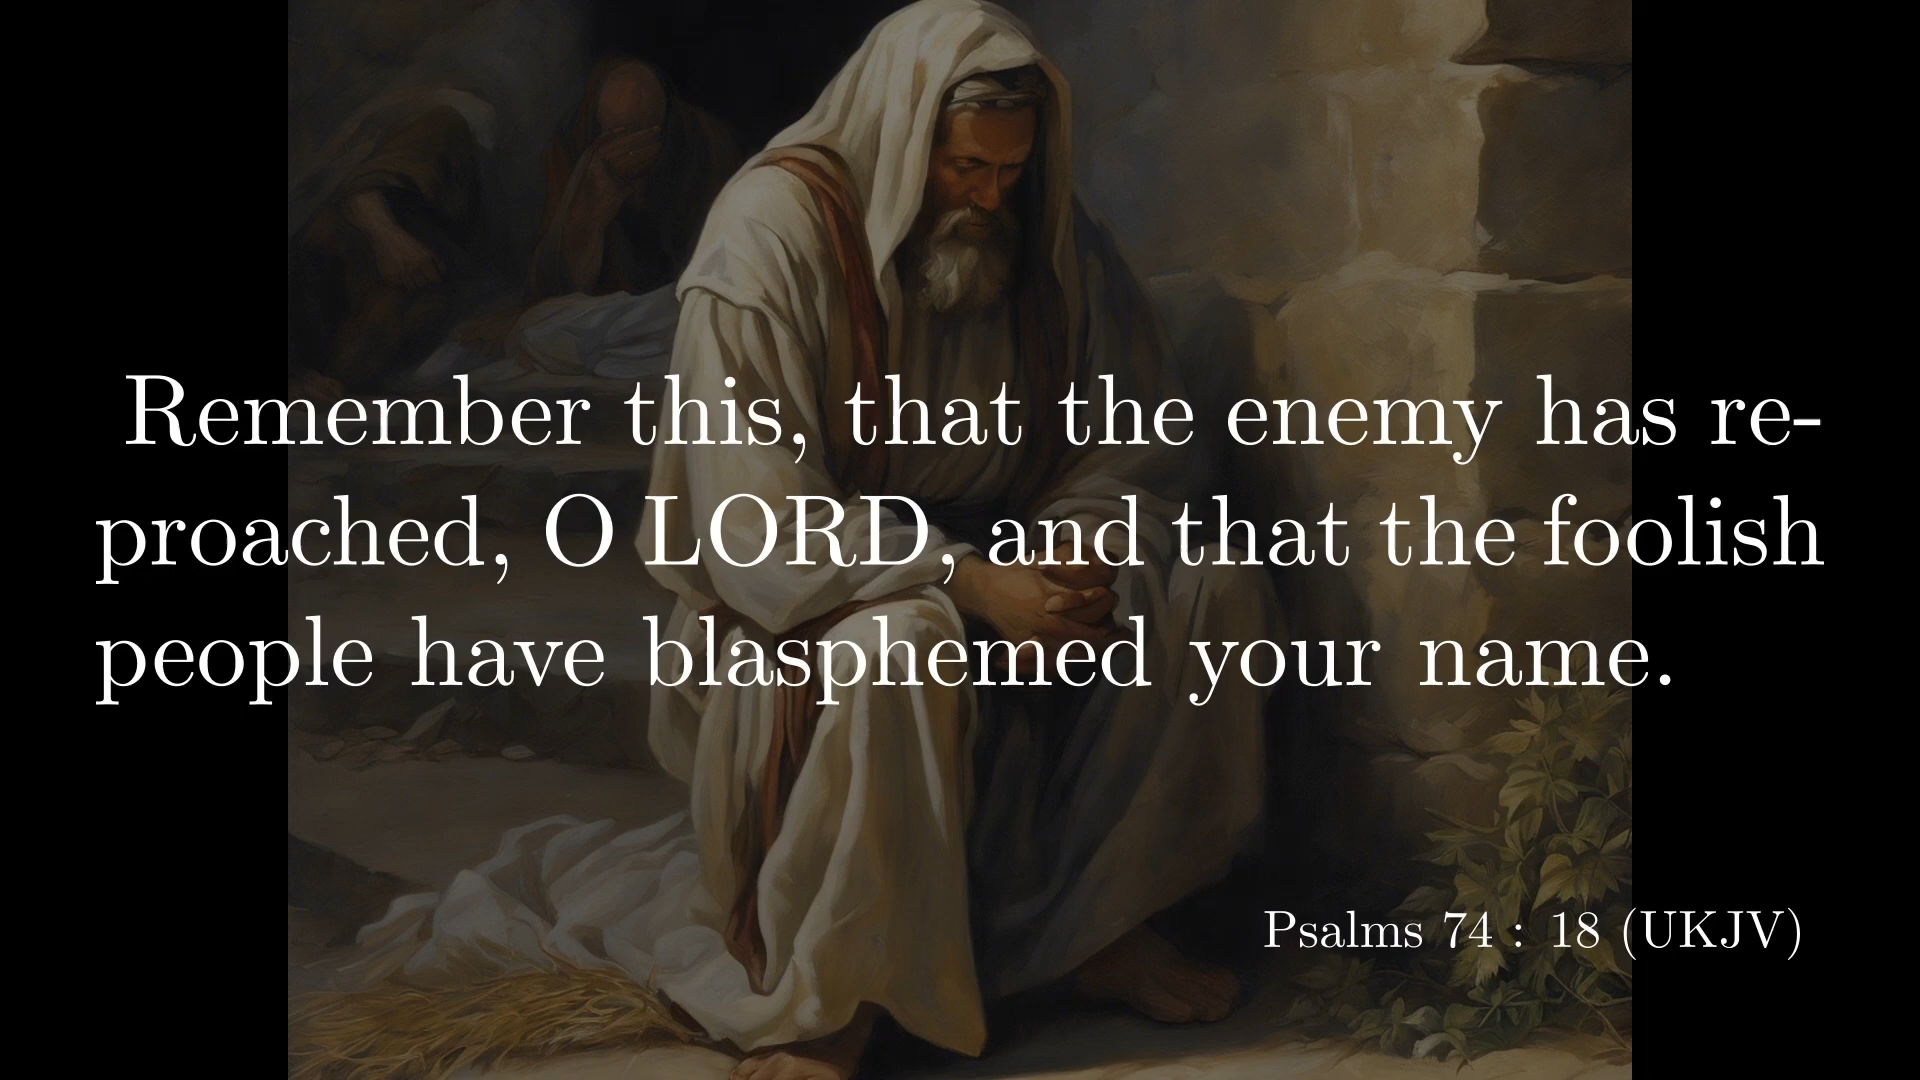 Remember this, that the enemy has re-
proached, O LORD, and that the foolish
people have blasphemed your name.
Psalms 74 : 18 (UKJV)